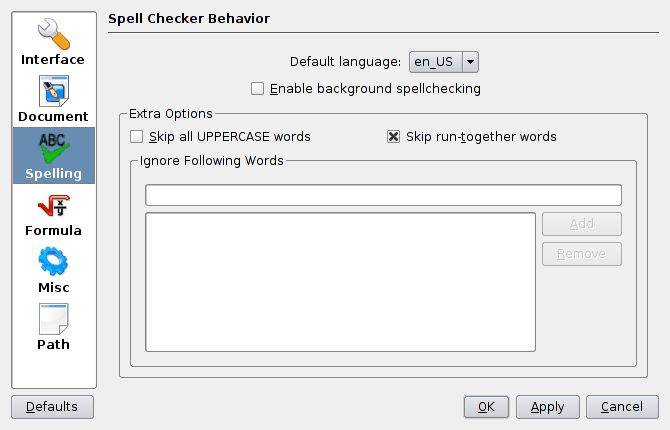 Spell Checker Behavior
Interface
Document
ABC
Spelling
Formula
Misc
Path
Default language: en_US
Enable background spellchecking
Extra Options
Skip all UPPERCASE words
Skip run-together words
Ignore Following Words
Add
Remove
Defaults
OK
Apply
Cancel